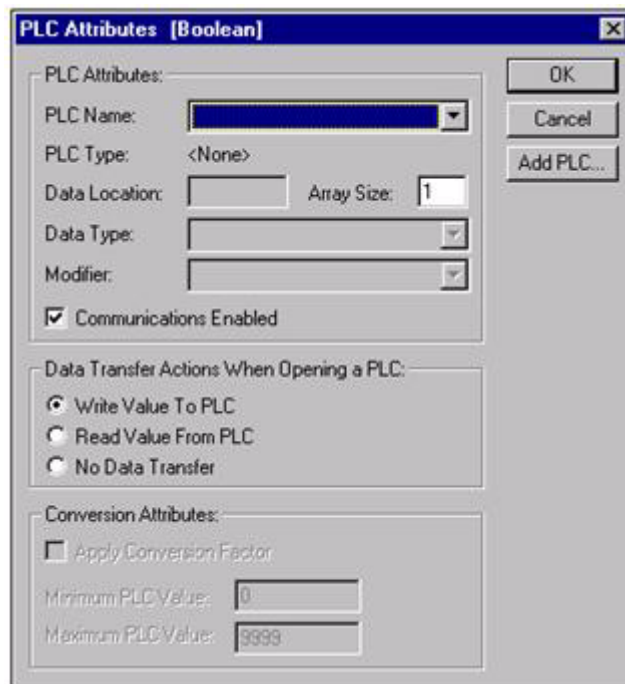 PLC Attributes [Boolean]
PLC Attributes:
OK
PLC Name:
Cancel
PLC Type: <None>
Add PLC...
Data Location: Array Size: 1
Data Type:
Modifier:
Communications Enabled
Data Transfer Actions When Opening a PLC:
Write Value To PLC
Read Value From PLC
No Data Transfer
Conversion Attributes:
Apply Conversion Factor
Minimum PLC Value: 0
Maximum PLC Value: 9999